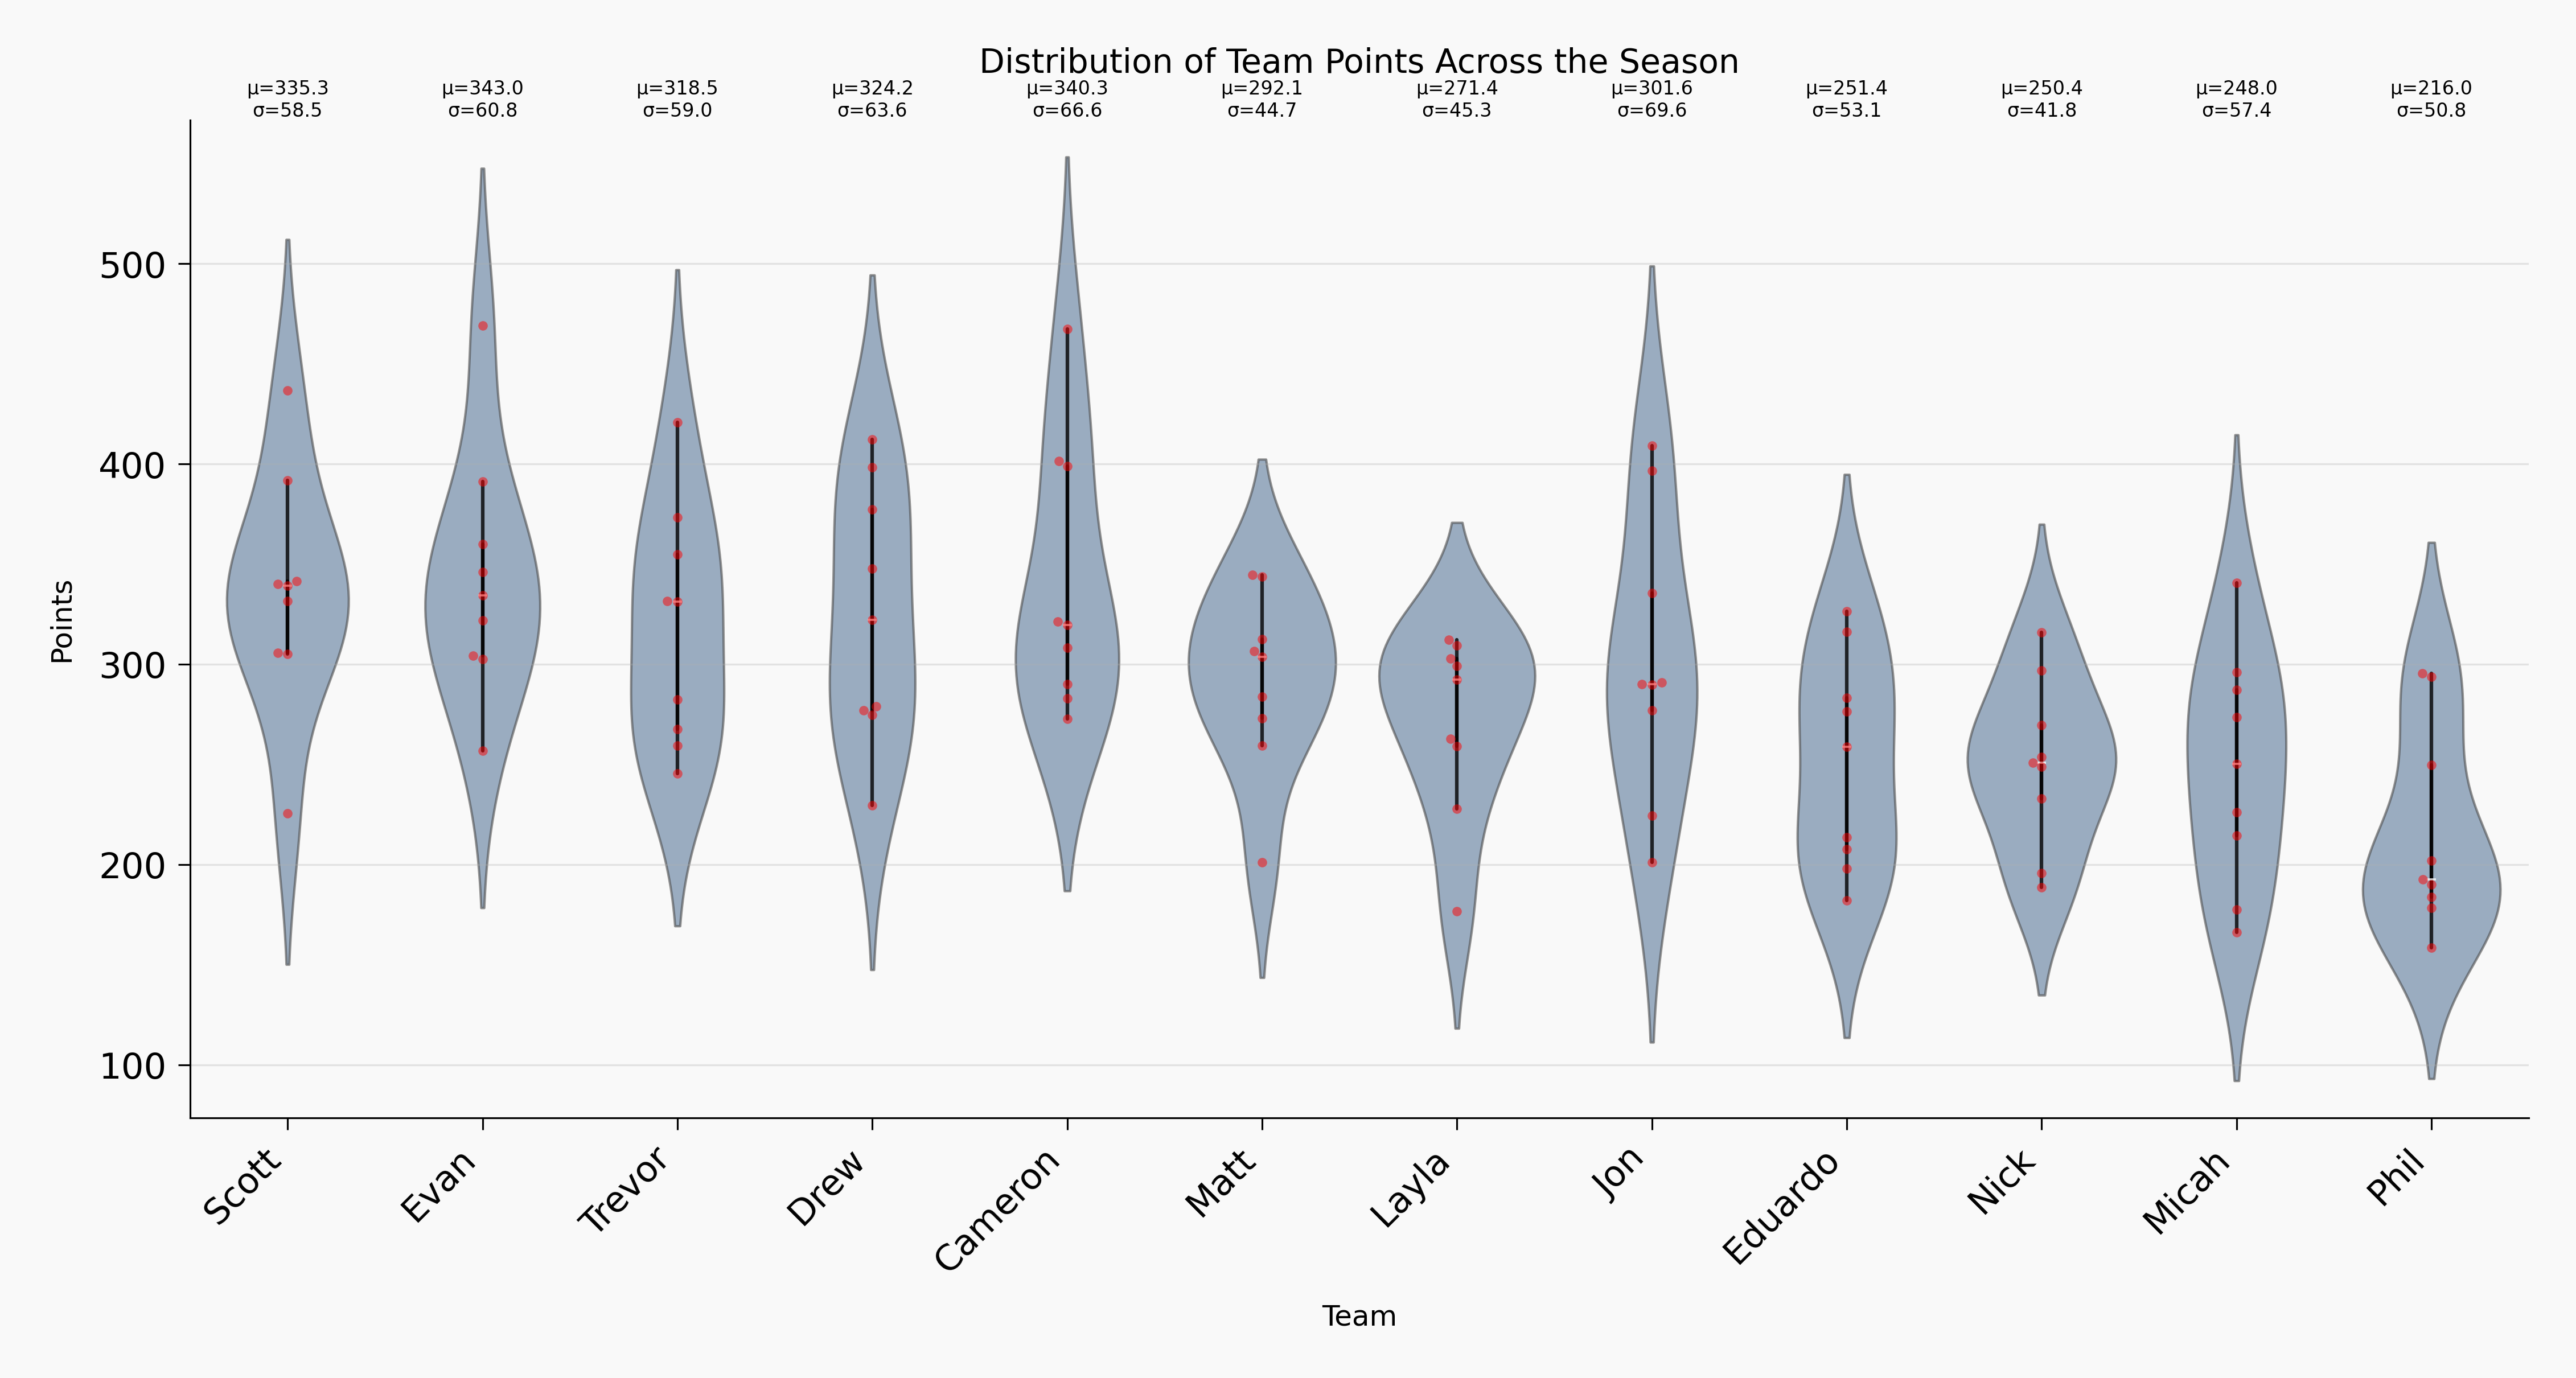 Distribution of Team Points Across the Season
μ=335.3 μ=343.0 μ=318.5 μ=324.2 μ=340.3 μ=292.1 μ=271.4 μ=301.6 μ=251.4 μ=250.4 μ=248.0 μ=216.0
σ=58.5 σ=60.8 σ=59.0 σ=63.6 σ=66.6 σ=44.7 σ=45.3 σ=69.6 σ=53.1 σ=41.8 σ=57.4 σ=50.8
500
400
300
200
100
Points
Scott Evan Trevor Drew Cameron Matt Layla Jon Eduardo Nick Micah Phil
Team